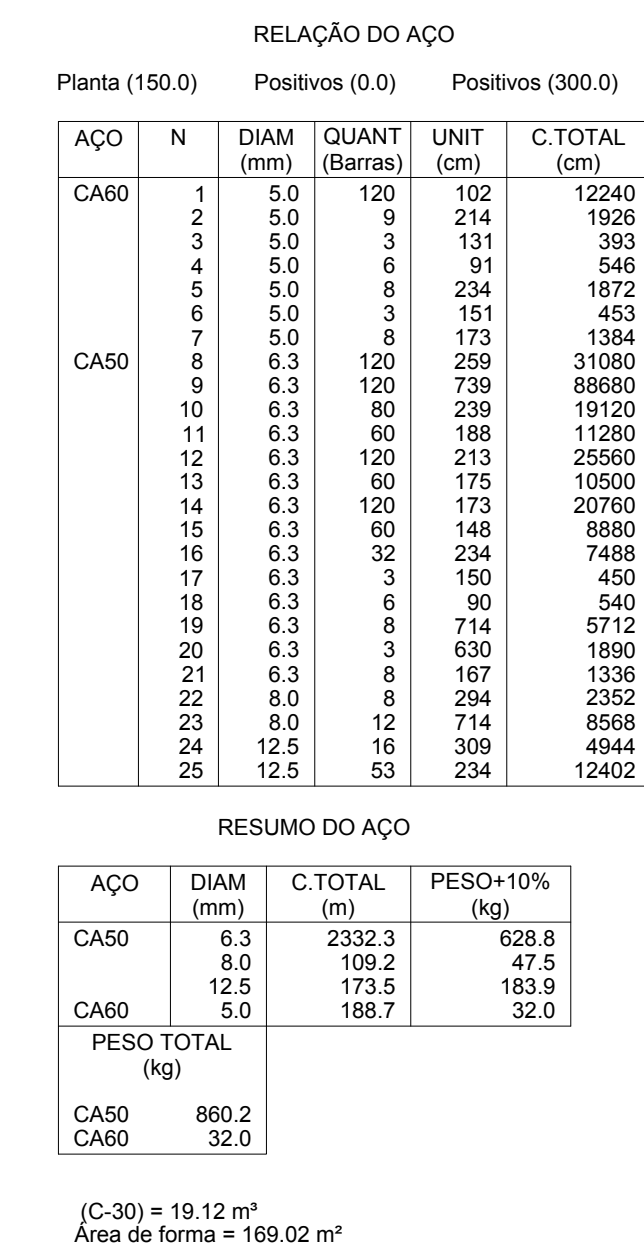 RELAÇÃO DO AÇO
Planta (150.0) Positivos (0.0) Positivos (300.0)
AÇO N DIAM QUANT UNIT C.TOTAL
(mm) (Barras) (cm) (cm)
CA60 1 5.0 120 102 12240
2 5.0 9 214 1926
3 5.0 3 131 393
4 5.0 6 91 546
5 5.0 8 234 1872
6 5.0 3 151 453
7 5.0 8 173 1384
CA50 8 6.3 120 259 31080
9 6.3 120 739 88680
10 6.3 80 239 19120
11 6.3 60 188 11280
12 6.3 120 213 25560
13 6.3 60 175 10500
14 6.3 120 173 20760
15 6.3 60 148 8880
16 6.3 32 234 7488
17 6.3 3 150 450
18 6.3 6 90 540
19 6.3 8 714 5712
20 6.3 3 630 1890
21 6.3 8 167 1336
22 8.0 8 294 2352
23 8.0 12 714 8568
24 12.5 16 309 4944
25 12.5 53 234 12402
RESUMO DO AÇO
AÇO DIAM C.TOTAL PESO+10%
(mm) (m) (kg)
CA50 6.3 2332.3 628.8
8.0 109.2 47.5
12.5 173.5 183.9
CA60 5.0 188.7 32.0
PESO TOTAL
(kg)
CA50 860.2
CA60 32.0
(C-30) = 19.12 m³
Área de forma = 169.02 m²